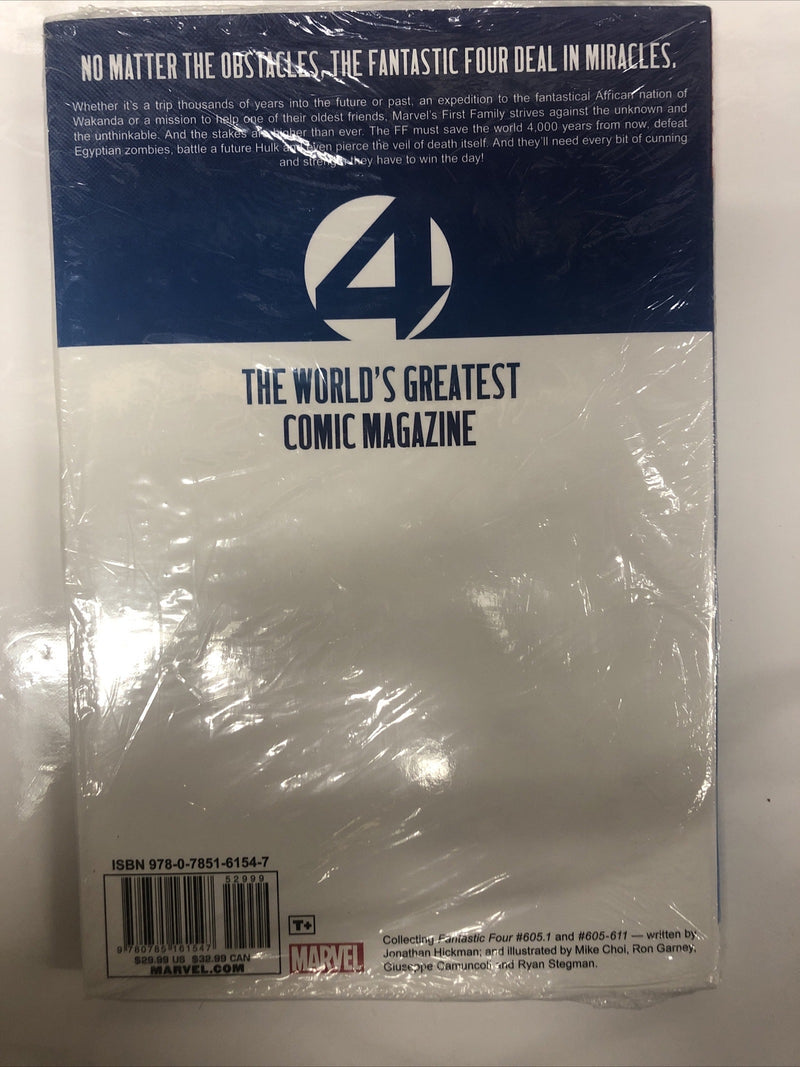 NO MATTER THE OBSTACLES, THE FANTASTIC FOUR DEAL IN MIRACLES.
Whether it's a trip thousands of years into the future or past, an expedition to the fantastical African nation of
Wakanda or a mission to help one of their oldest friends, Marvel's First Family strives against the unknown and
the unthinkable. And the stakes are higher than ever. The FF must save the world 4,000 years from now, defeat
Egyptian zombies, battle a future Hulk and even pierce the veil of death itself. And they'll need every bit of cunning
and strength they have to win the day!
4
THE WORLD'S GREATEST
COMIC MAGAZINE
ISBN 978-0-7851-6154-7
52999
9 780785 161547
$29.99 US $32.99 CAN
MARVEL.COM
T+
MARVEL
Collecting Fantastic Four #605.1 and #605-611 — written by
Jonathan Hickman; and illustrated by Mike Choi, Ron Garney,
Giuseppe Camuncoli and Ryan Stegman.